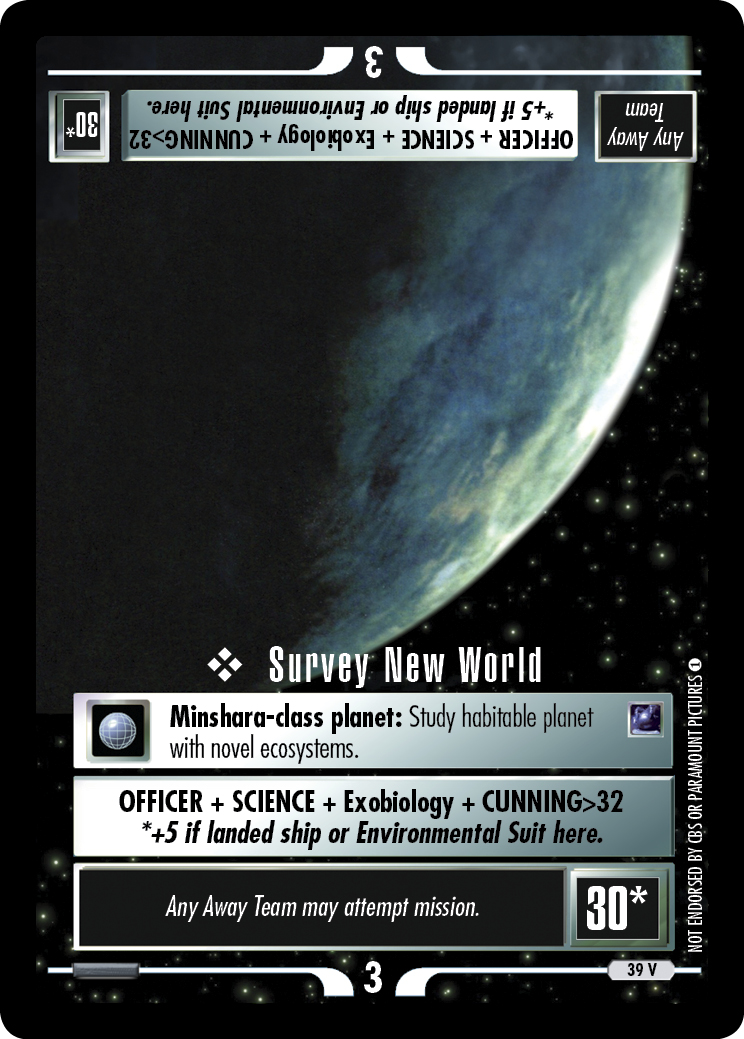 3
30*
OFFICER + SCIENCE + Exobiology + CUNNING>32
*+5 if landed ship or Environmental Suit here.
Any Away
Team
Survey New World
Minshara-class planet: Study habitable planet
with novel ecosystems.
OFFICER + SCIENCE + Exobiology + CUNNING>32
*+5 if landed ship or Environmental Suit here.
Any Away Team may attempt mission.
30*
3
39 V
NOT ENDORSED BY CBS OR PARAMOUNT PICTURES 1